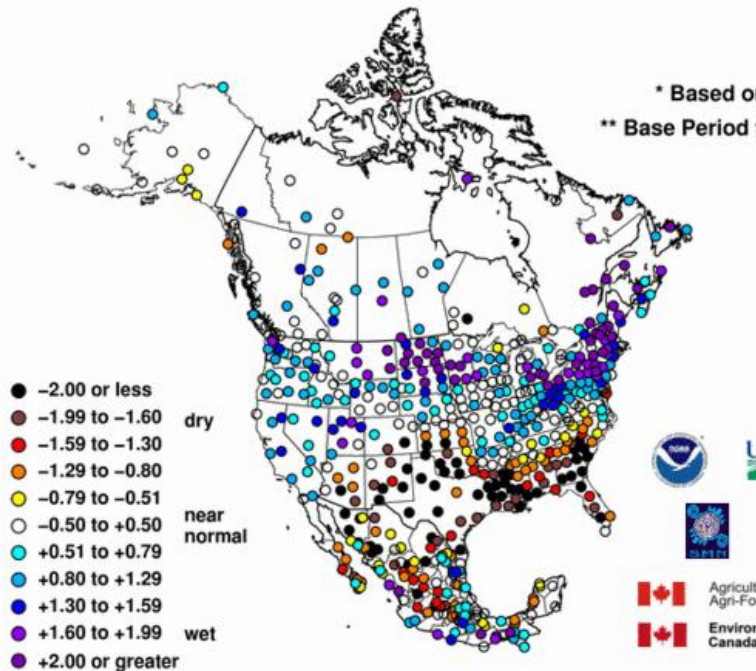 * Based o
** Base Period
−2.00 or less
−1.99 to −1.60
dry
−1.59 to −1.30
−1.29 to −0.80
−0.79 to −0.51
−0.50 to +0.50
near
normal
+0.51 to +0.79
+0.80 to +1.29
+1.30 to +1.59
+1.60 to +1.99
wet
+2.00 or greater
NOAA
SMN
Agricult
Agri-Fo
Environ
Canada